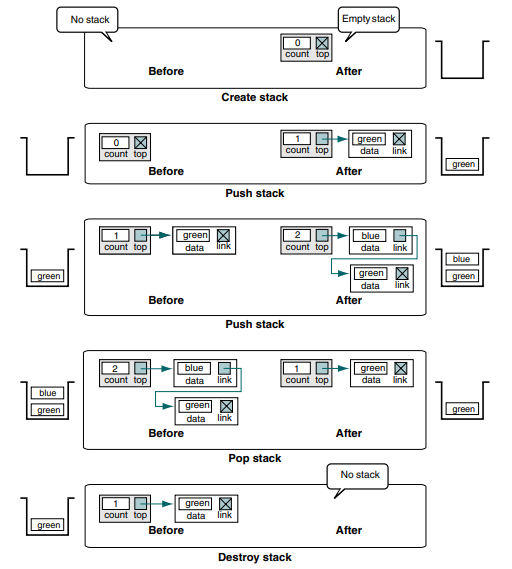 No stack
Empty stack
0
count top
Before
After
Create stack
0
count top
Before
1
count top
green
data link
After
green
Push stack
green
1
count top
green
data link
Before
2
count top
blue
data link
green
data link
After
blue
green
Push stack
blue
green
2
count top
blue
data link
green
data link
Before
1
count top
green
data link
After
green
Pop stack
No stack
green
1
count top
green
data link
Before
After
Destroy stack